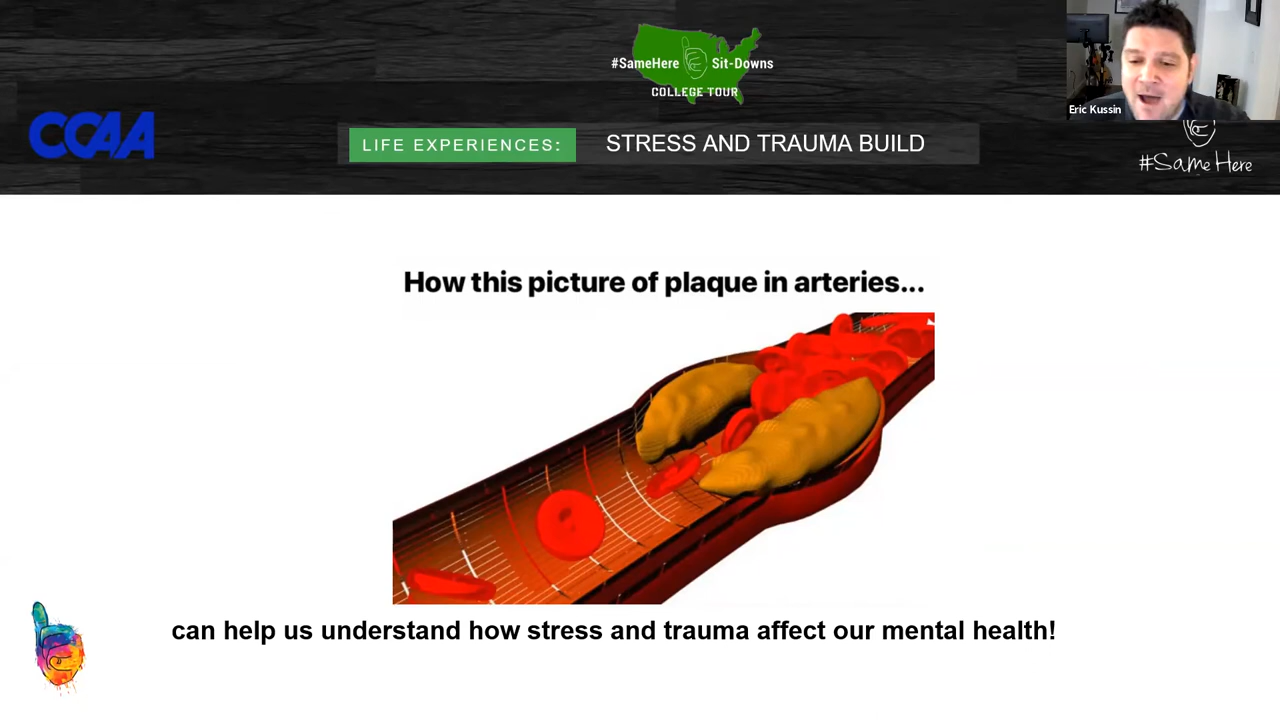 #SameHere Sit-Downs
COLLEGE TOUR
Eric Kussin
CCAA
LIFE EXPERIENCES: STRESS AND TRAUMA BUILD
#SameHere
How this picture of plaque in arteries...
can help us understand how stress and trauma affect our mental health!